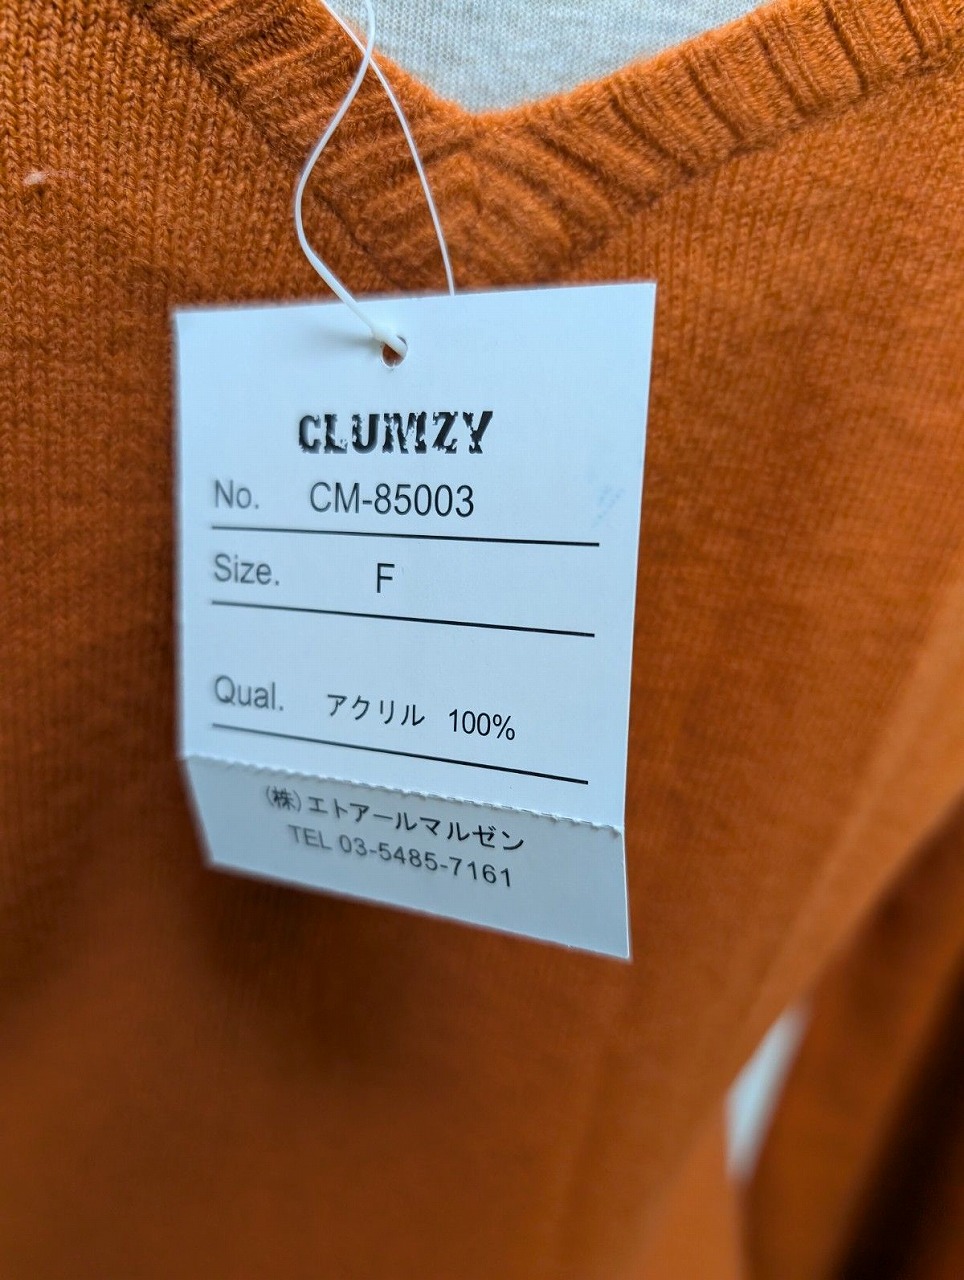 CLUMZY
No. CM-85003
Size. F
Qual. アクリル 100%
(株)エトアールマルゼン
TEL 03-5485-7161